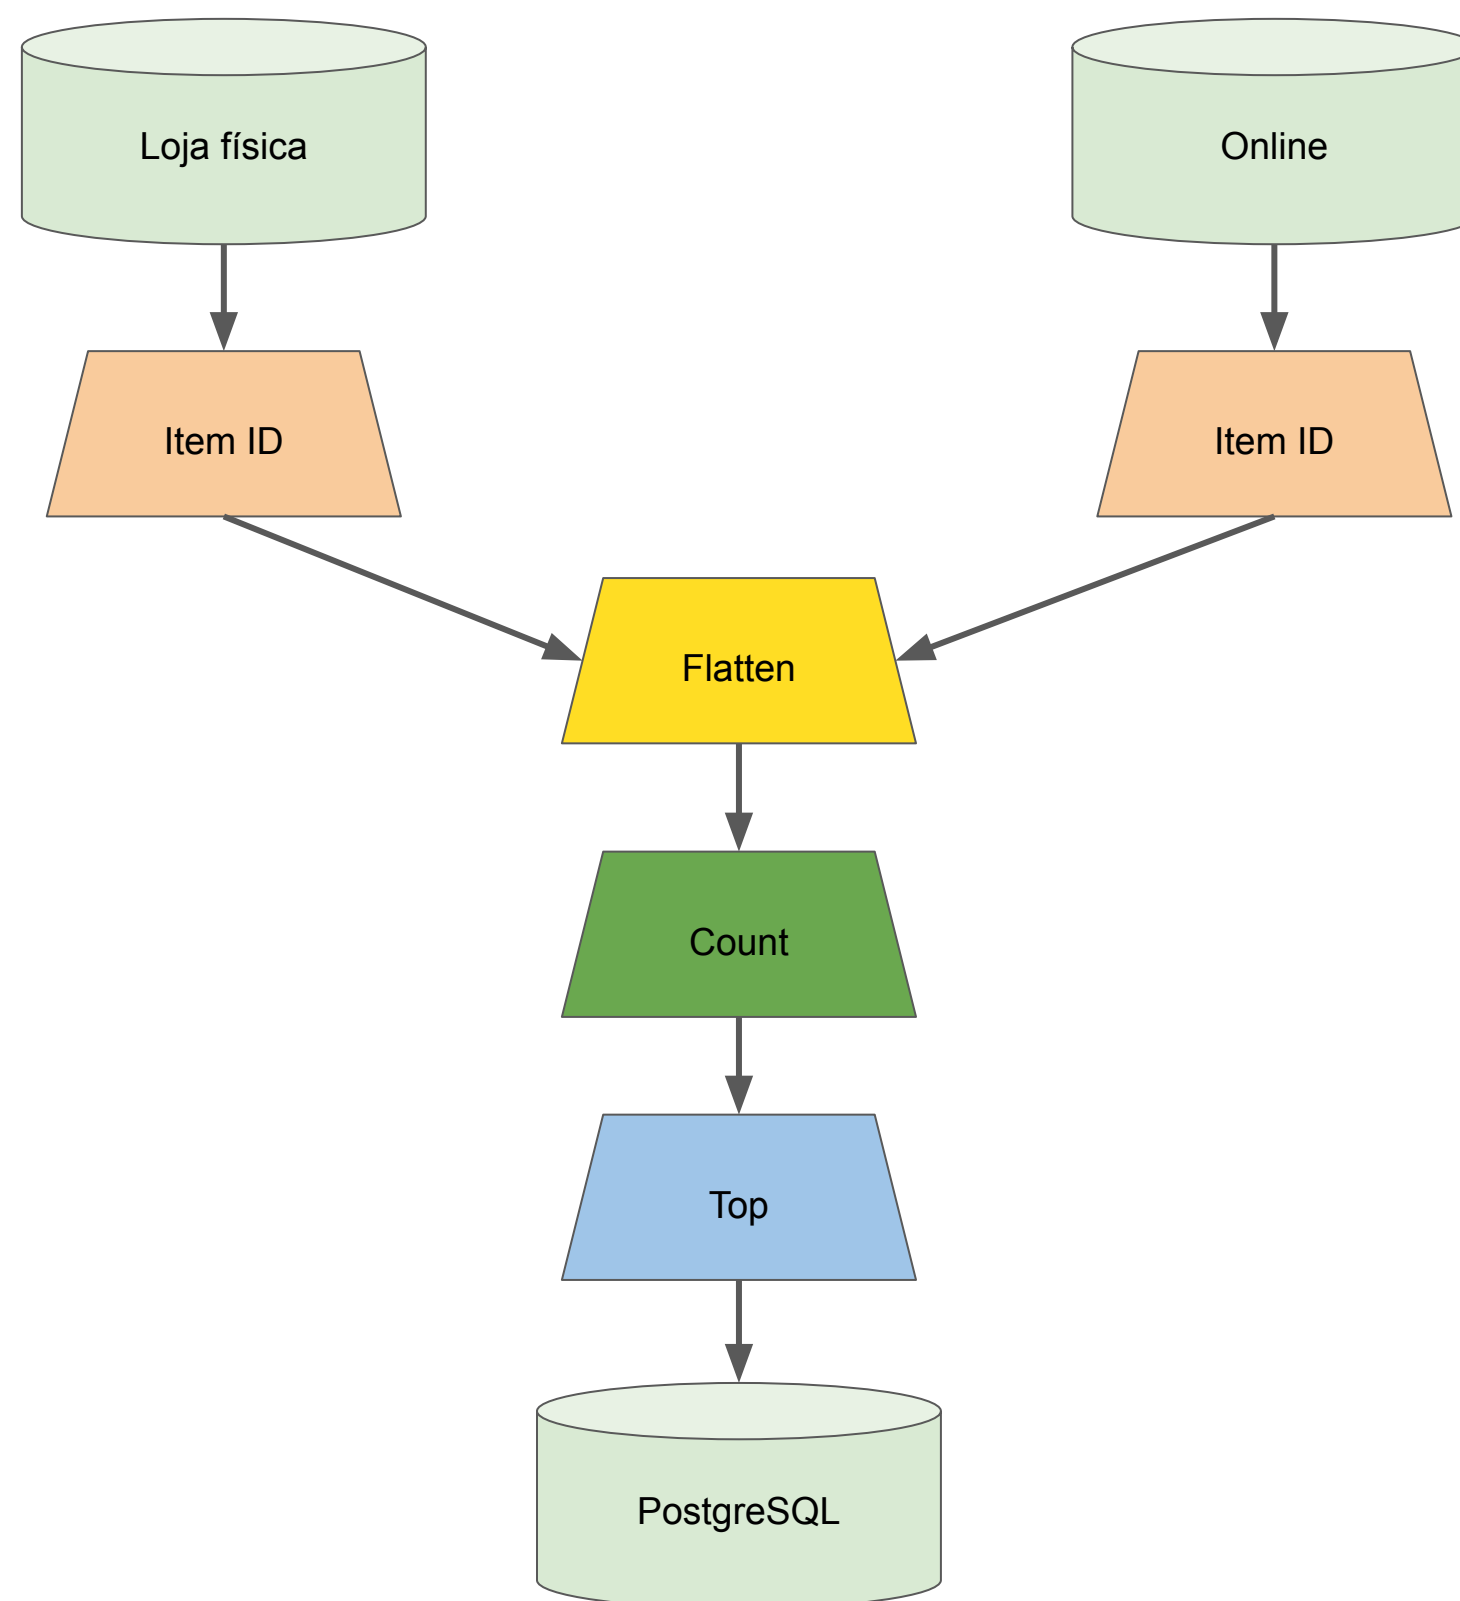 Loja física
Online
Item ID
Item ID
Flatten
Count
Top
PostgreSQL